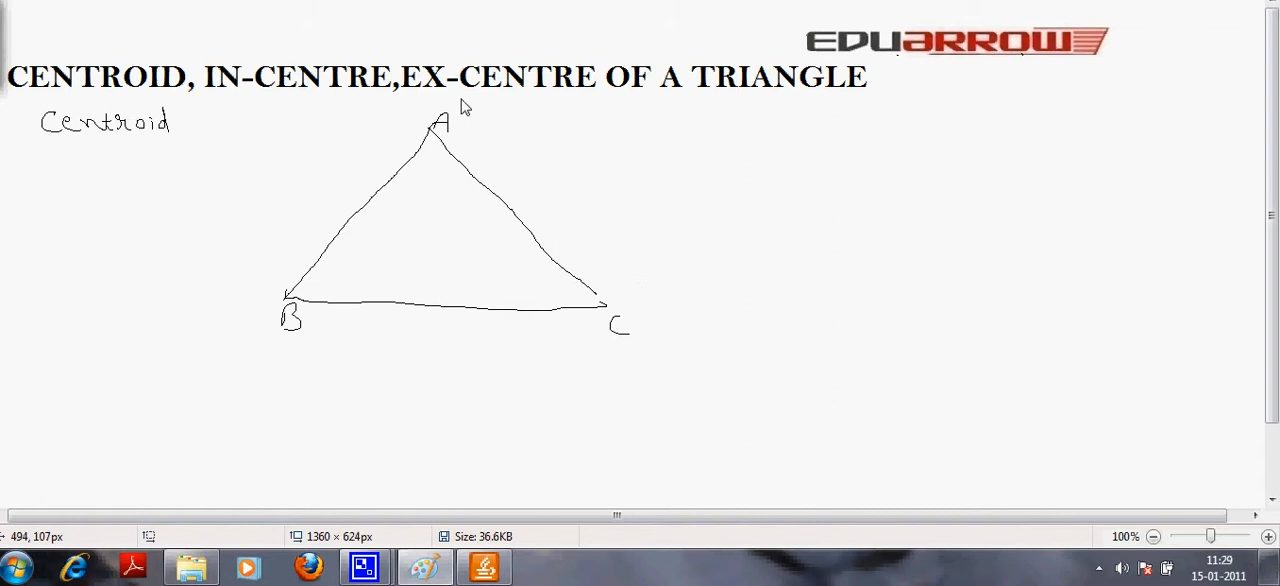 EDUARROW
CENTROID, IN-CENTRE,EX-CENTRE OF A TRIANGLE
Centroid
A
B
C
494, 107px
1360 × 624px
Size: 36.6KB
100%
11:29
15-01-2011